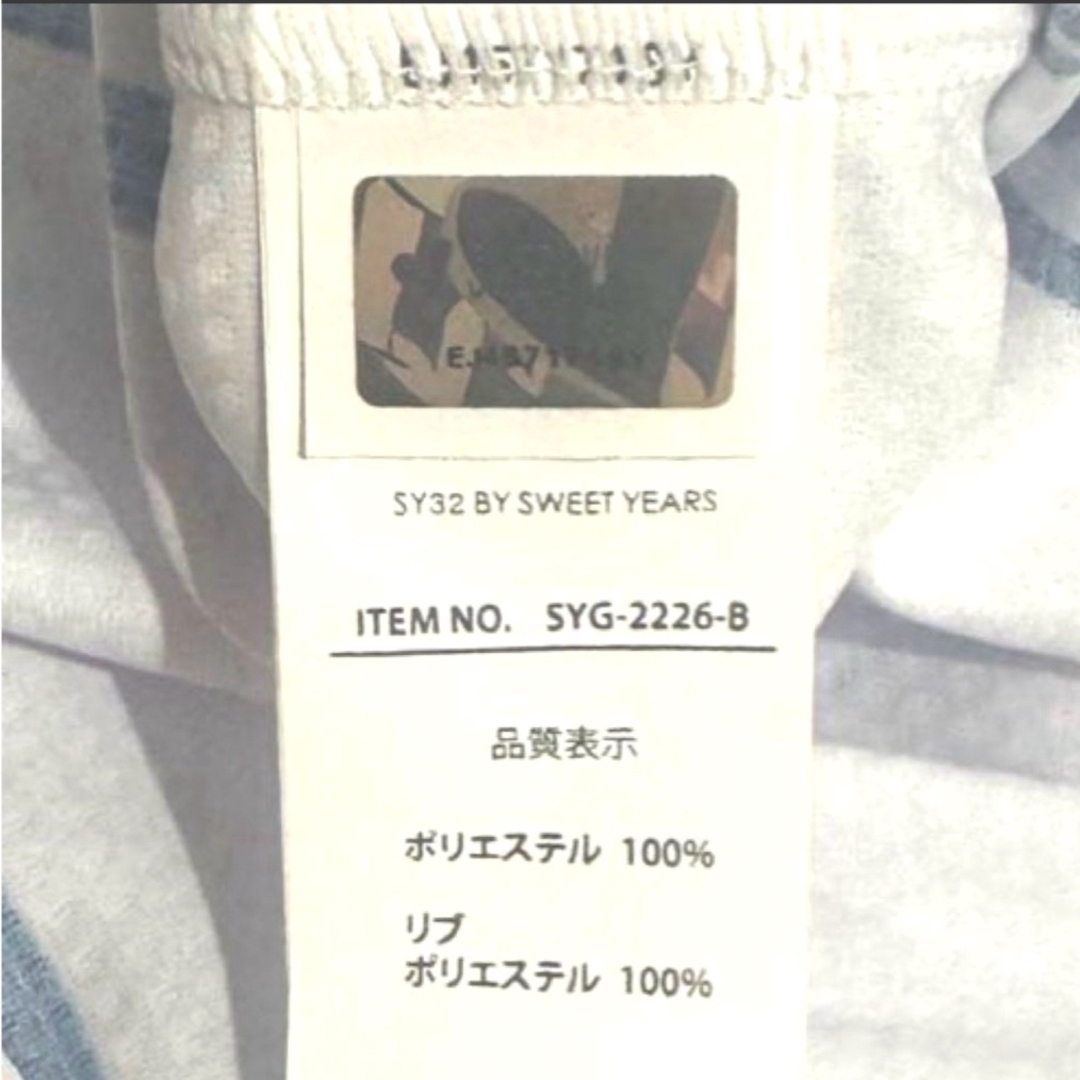 SY32 BY SWEET YEARS
ITEM NO. SYG-2226-B
品質表示
ポリエステル 100%
リブ
ポリエステル 100%